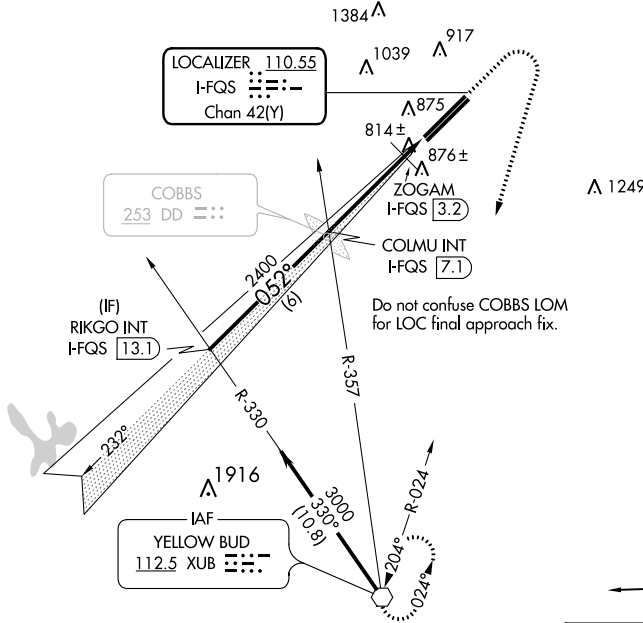 1384
917
1039
LOCALIZER 110.55
I-FQS
Chan 42(Y)
875
814±
876±
ZOGAM
I-FQS 3.2
1249
COBBS
253 DD
COLMU INT
I-FQS 7.1
2400
052°
(6)
Do not confuse COBBS LOM
for LOC final approach fix.
(IF)
RIKGO INT
I-FQS 13.1
R-357
R-330
232°
1916
R-024
3000
330°
(10.8)
IAF
YELLOW BUD
112.5 XUB
204°
024°